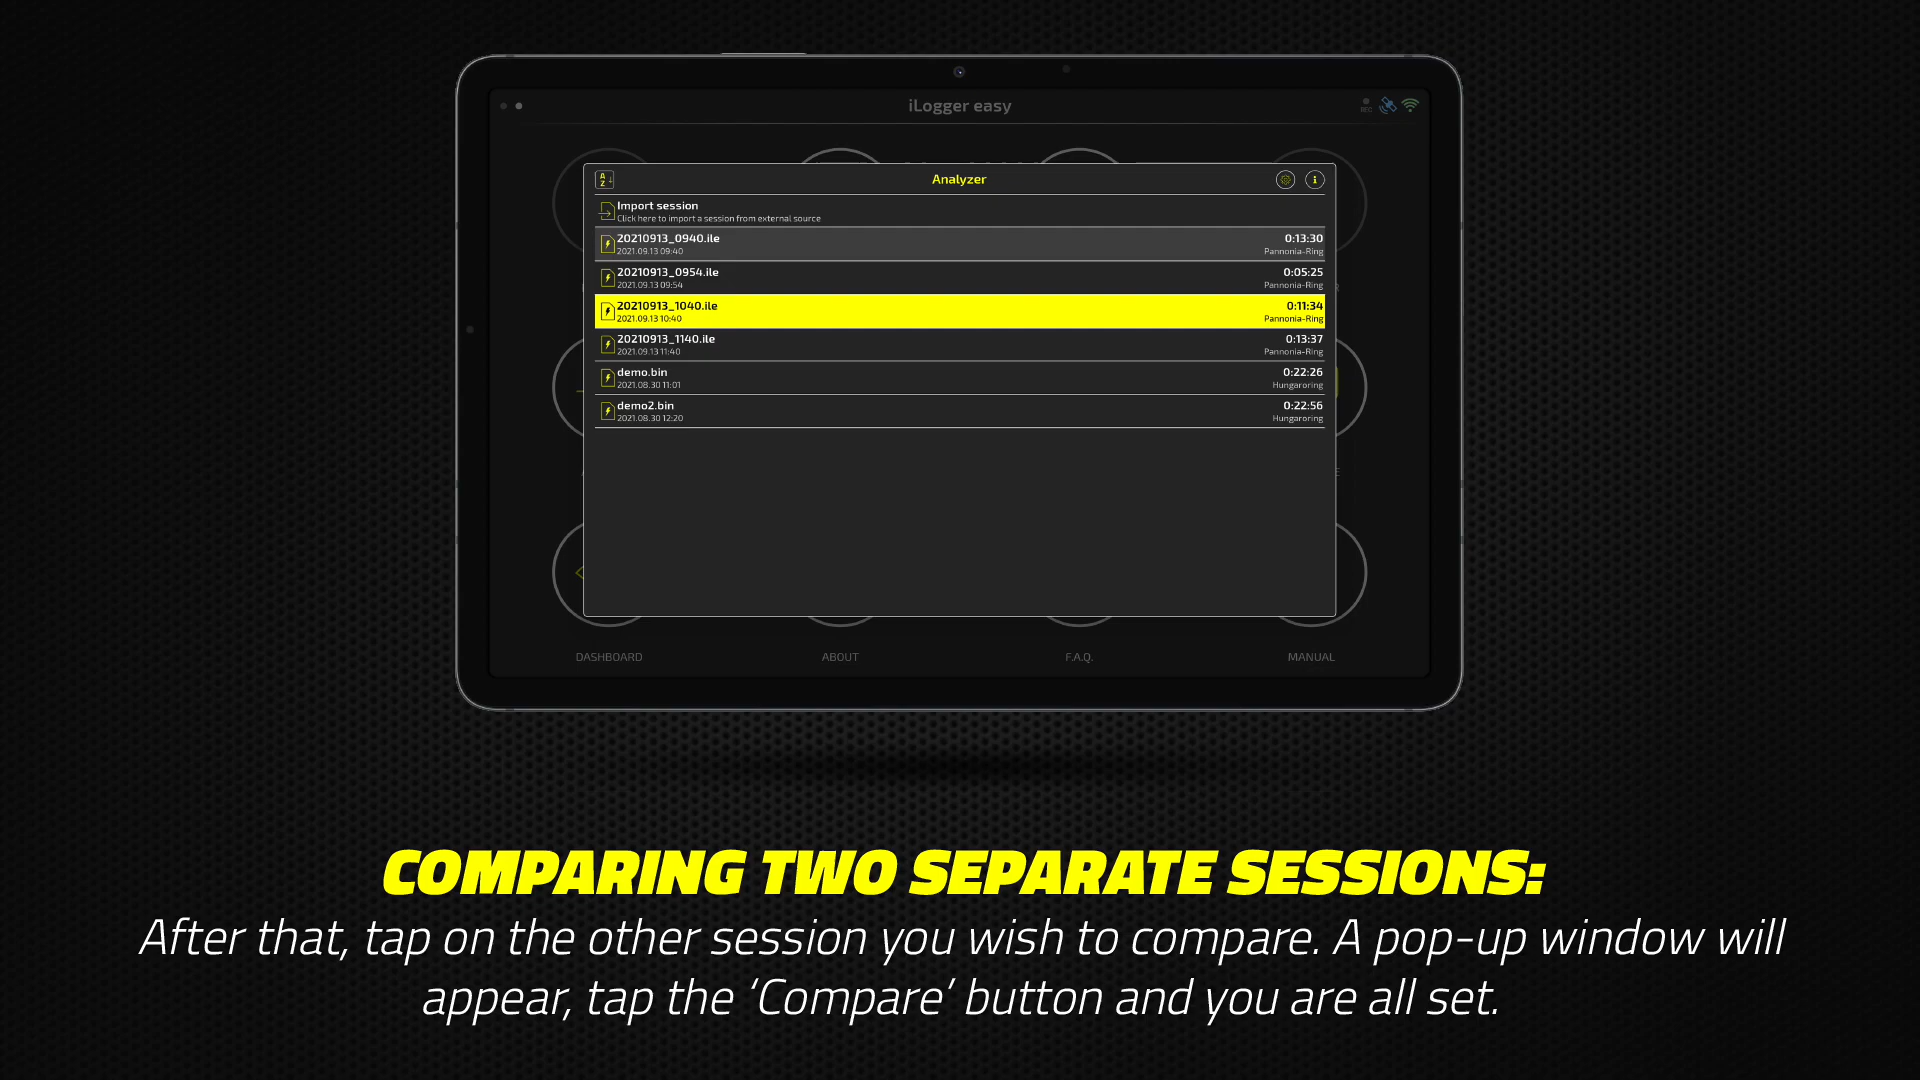 iLogger easy
REC
A
Z
Analyzer
i
Import session
Click here to import a session from external source
20210913_0940.ile
0:13:30
2021.09.13 09:40
Pannonia-Ring
20210913_0954.ile
0:05:25
2021.09.13 09:54
Pannonia-Ring
20210913_1040.ile
0:11:34
2021.09.13 10:40
Pannonia-Ring
20210913_1140.ile
0:13:37
2021.09.13 11:40
Pannonia-Ring
demo.bin
0:22:26
2021.08.30 11:01
Hungaroring
demo2.bin
0:22:56
2021.08.30 12:20
Hungaroring
DASHBOARD
ABOUT
F.A.Q.
MANUAL
COMPARING TWO SEPARATE SESSIONS:
After that, tap on the other session you wish to compare. A pop-up window will
appear, tap the ‘Compare’ button and you are all set.